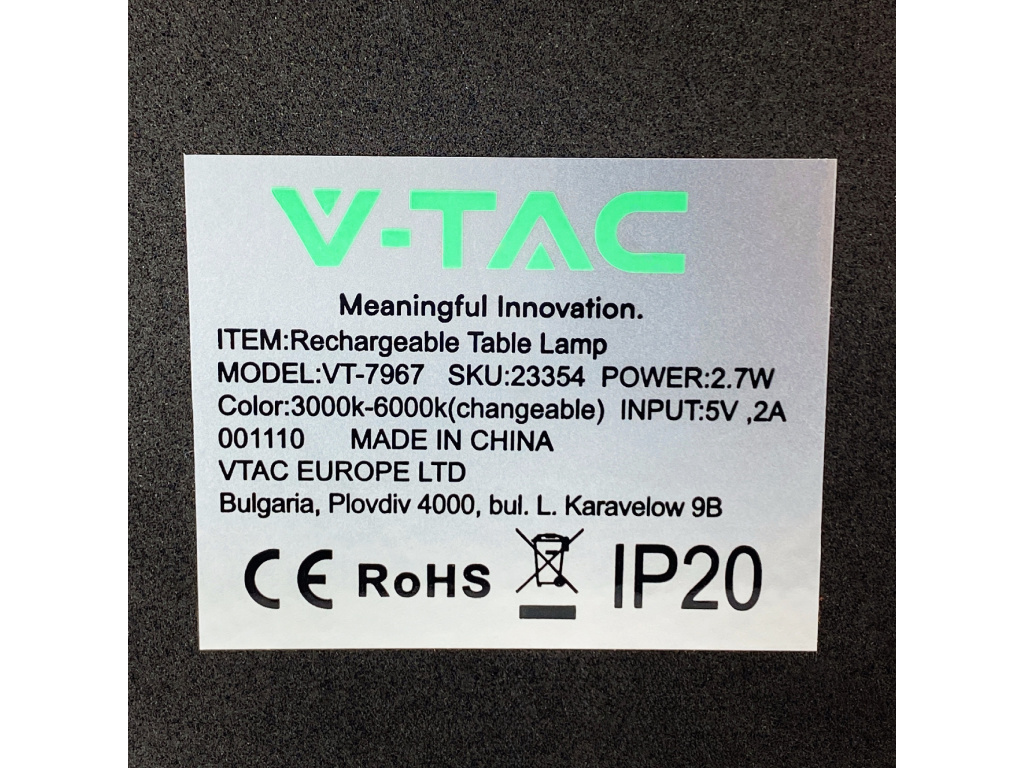 V-TAC
Meaningful Innovation.
ITEM:Rechargeable Table Lamp
MODEL:VT-7967 SKU:23354 POWER:2.7W
Color:3000k-6000k(changeable) INPUT:5V ,2A
001110 MADE IN CHINA
VTAC EUROPE LTD
Bulgaria, Plovdiv 4000, bul. L. Karavelow 9B
CE RoHS IP20